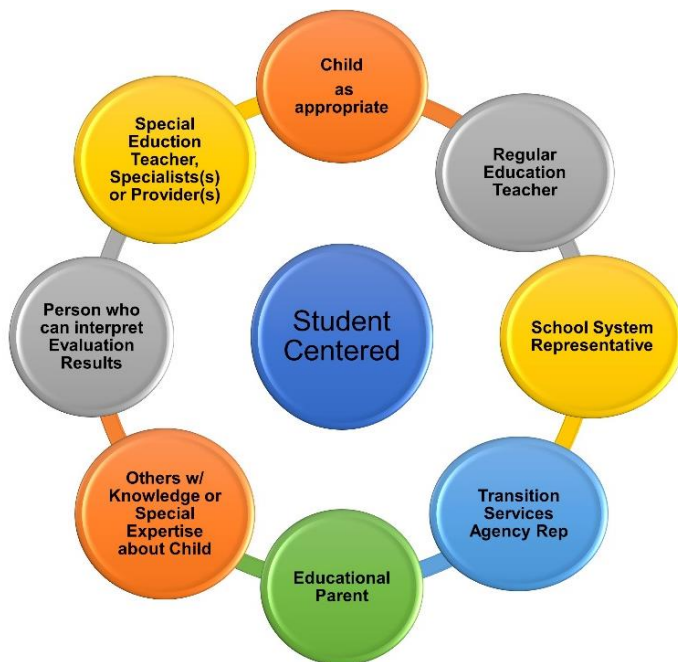 Child
as
appropriate
Regular
Education
Teacher
School System
Representative
Transition
Services
Agency Rep
Educational
Parent
Others w/
Knowledge or
Special
Expertise
about Child
Person who
can interpret
Evaluation
Results
Special
Eduction
Teacher,
Specialists(s)
or Provider(s)
Student
Centered